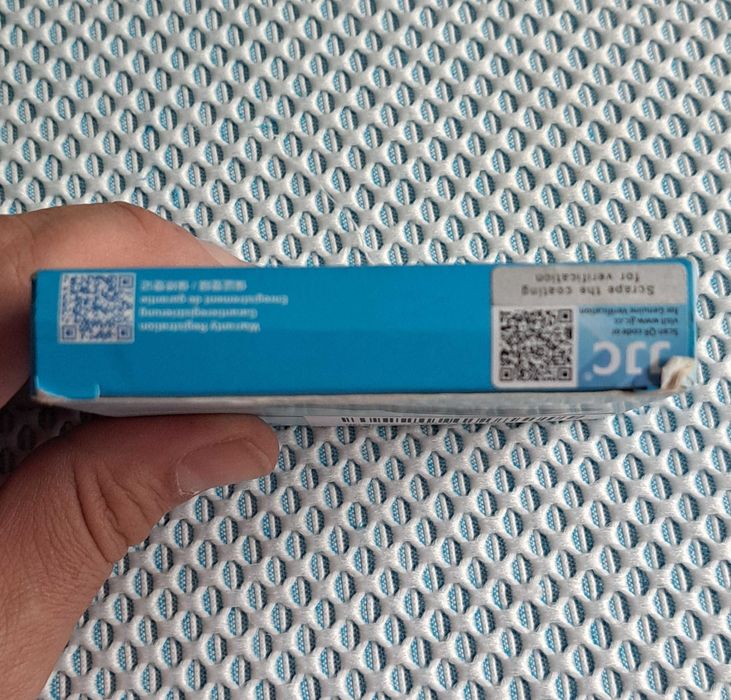 JJC®
Scan QR code or
visit www.jjc.cc
for Genuine Verification
Scrape the coating
for verification
Warranty Registration
Garantieregistrierung
Enregistrement de garantie